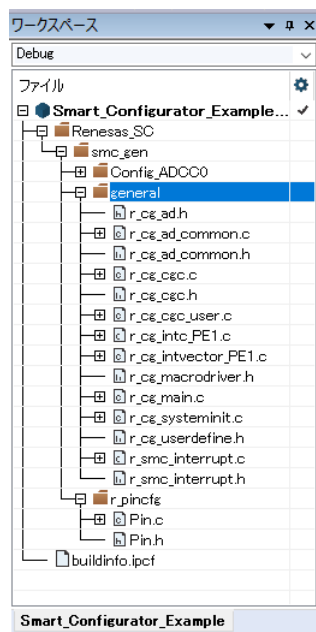 ワークスペース
Debug
ファイル
Smart_Configurator_Example...
Renesas_SC
smc_gen
Config_ADCC0
general
r_cg_ad.h
r_cg_ad_common.c
r_cg_ad_common.h
r_cg_cgc.c
r_cg_cgc.h
r_cg_cgc_user.c
r_cg_intc_PE1.c
r_cg_intvector_PE1.c
r_cg_macrodriver.h
r_cg_main.c
r_cg_systeminit.c
r_cg_userdefine.h
r_smc_interrupt.c
r_smc_interrupt.h
r_pincfg
Pin.c
Pin.h
buildinfo.ipcf
Smart_Configurator_Example